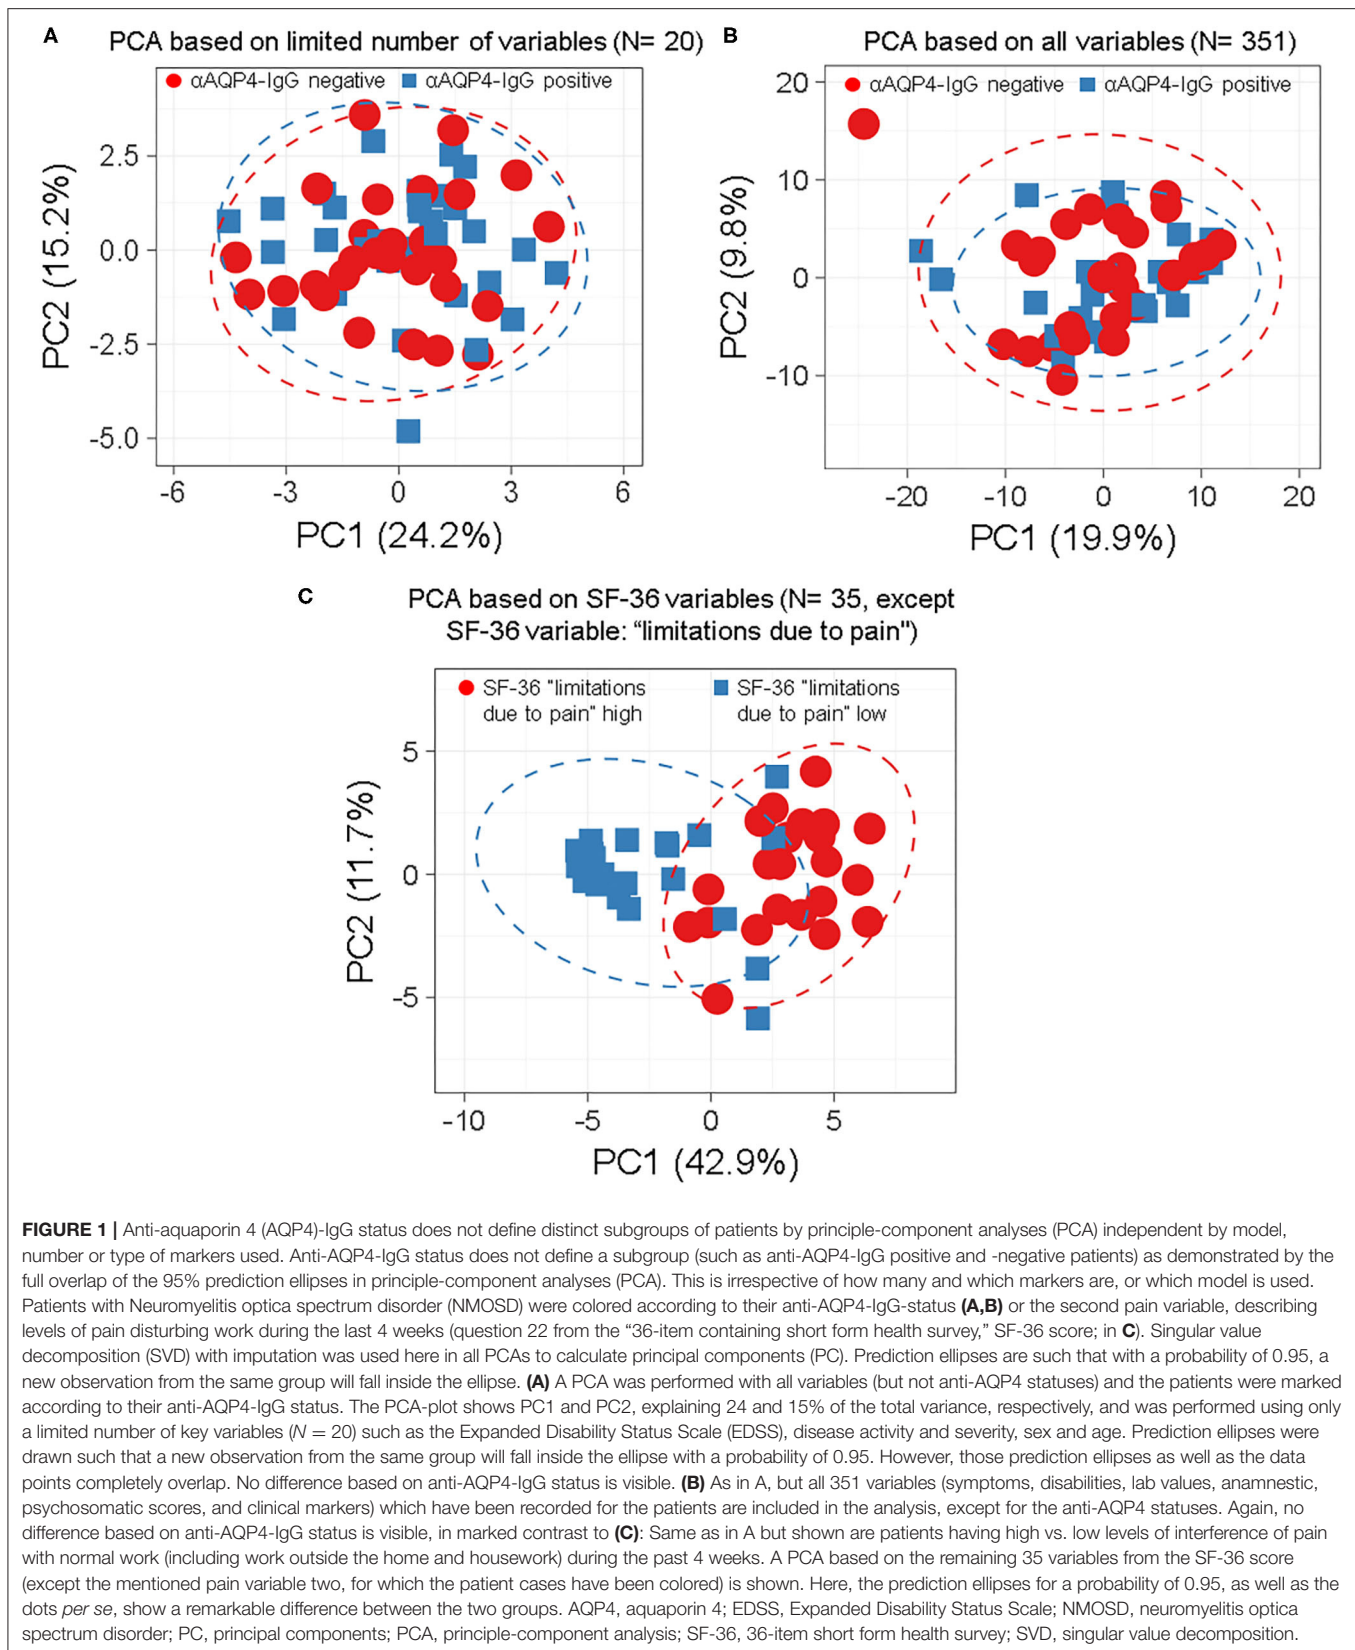 A
PCA based on limited number of variables (N= 20)
αAQP4-IgG negative
αAQP4-IgG positive
PC2 (15.2%)
2.5
0.0
-2.5
-5.0
-6
-3
0
3
6
PC1 (24.2%)
B
PCA based on all variables (N= 351)
αAQP4-IgG negative
αAQP4-IgG positive
PC2 (9.8%)
20
10
0
-10
-20
-10
0
10
20
PC1 (19.9%)
C
PCA based on SF-36 variables (N= 35, except
SF-36 variable: “limitations due to pain")
SF-36 "limitations
due to pain" high
SF-36 "limitations
due to pain" low
PC2 (11.7%)
5
0
-5
-10
-5
0
5
PC1 (42.9%)
FIGURE 1 | Anti-aquaporin 4 (AQP4)-IgG status does not define distinct subgroups of patients by principle-component analyses (PCA) independent by model,
number or type of markers used. Anti-AQP4-IgG status does not define a subgroup (such as anti-AQP4-IgG positive and -negative patients) as demonstrated by the
full overlap of the 95% prediction ellipses in principle-component analyses (PCA). This is irrespective of how many and which markers are, or which model is used.
Patients with Neuromyelitis optica spectrum disorder (NMOSD) were colored according to their anti-AQP4-IgG-status (A,B) or the second pain variable, describing
levels of pain disturbing work during the last 4 weeks (question 22 from the “36-item containing short form health survey,” SF-36 score; in C). Singular value
decomposition (SVD) with imputation was used here in all PCAs to calculate principal components (PC). Prediction ellipses are such that with a probability of 0.95, a
new observation from the same group will fall inside the ellipse. (A) A PCA was performed with all variables (but not anti-AQP4 statuses) and the patients were marked
according to their anti-AQP4-IgG status. The PCA-plot shows PC1 and PC2, explaining 24 and 15% of the total variance, respectively, and was performed using only
a limited number of key variables (N = 20) such as the Expanded Disability Status Scale (EDSS), disease activity and severity, sex and age. Prediction ellipses were
drawn such that a new observation from the same group will fall inside the ellipse with a probability of 0.95. However, those prediction ellipses as well as the data
points completely overlap. No difference based on anti-AQP4-IgG status is visible. (B) As in A, but all 351 variables (symptoms, disabilities, lab values, anamnestic,
psychosomatic scores, and clinical markers) which have been recorded for the patients are included in the analysis, except for the anti-AQP4 statuses. Again, no
difference based on anti-AQP4-IgG status is visible, in marked contrast to (C): Same as in A but shown are patients having high vs. low levels of interference of pain
with normal work (including work outside the home and housework) during the past 4 weeks. A PCA based on the remaining 35 variables from the SF-36 score
(except the mentioned pain variable two, for which the patient cases have been colored) is shown. Here, the prediction ellipses for a probability of 0.95, as well as the
dots per se, show a remarkable difference between the two groups. AQP4, aquaporin 4; EDSS, Expanded Disability Status Scale; NMOSD, neuromyelitis optica
spectrum disorder; PC, principal components; PCA, principle-component analysis; SF-36, 36-item short form health survey; SVD, singular value decomposition.